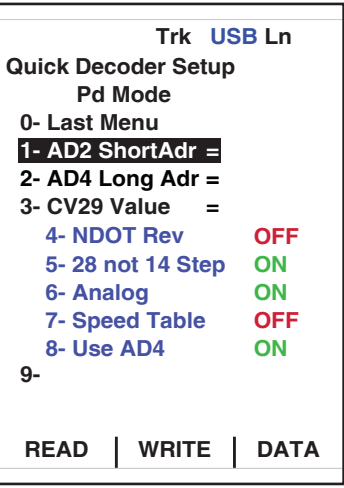 Trk USB Ln
Quick Decoder Setup
Pd Mode
0- Last Menu
1- AD2 ShortAdr =
2- AD4 Long Adr =
3- CV29 Value =
4- NDOT Rev OFF
5- 28 not 14 Step ON
6- Analog ON
7- Speed Table OFF
8- Use AD4 ON
9-
READ | WRITE | DATA